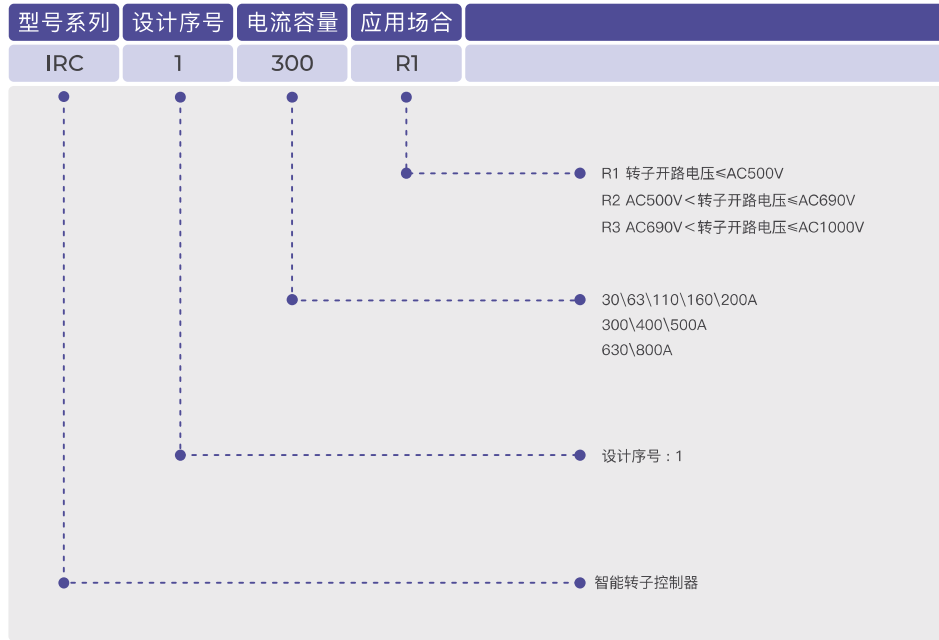 型号系列 设计序号 电流容量 应用场合
IRC 1 300 R1
R1 转子开路电压≤AC500V
R2 AC500V<转子开路电压≤AC690V
R3 AC690V<转子开路电压≤AC1000V
30\63\110\160\200A
300\400\500A
630\800A
设计序号:1
智能转子控制器